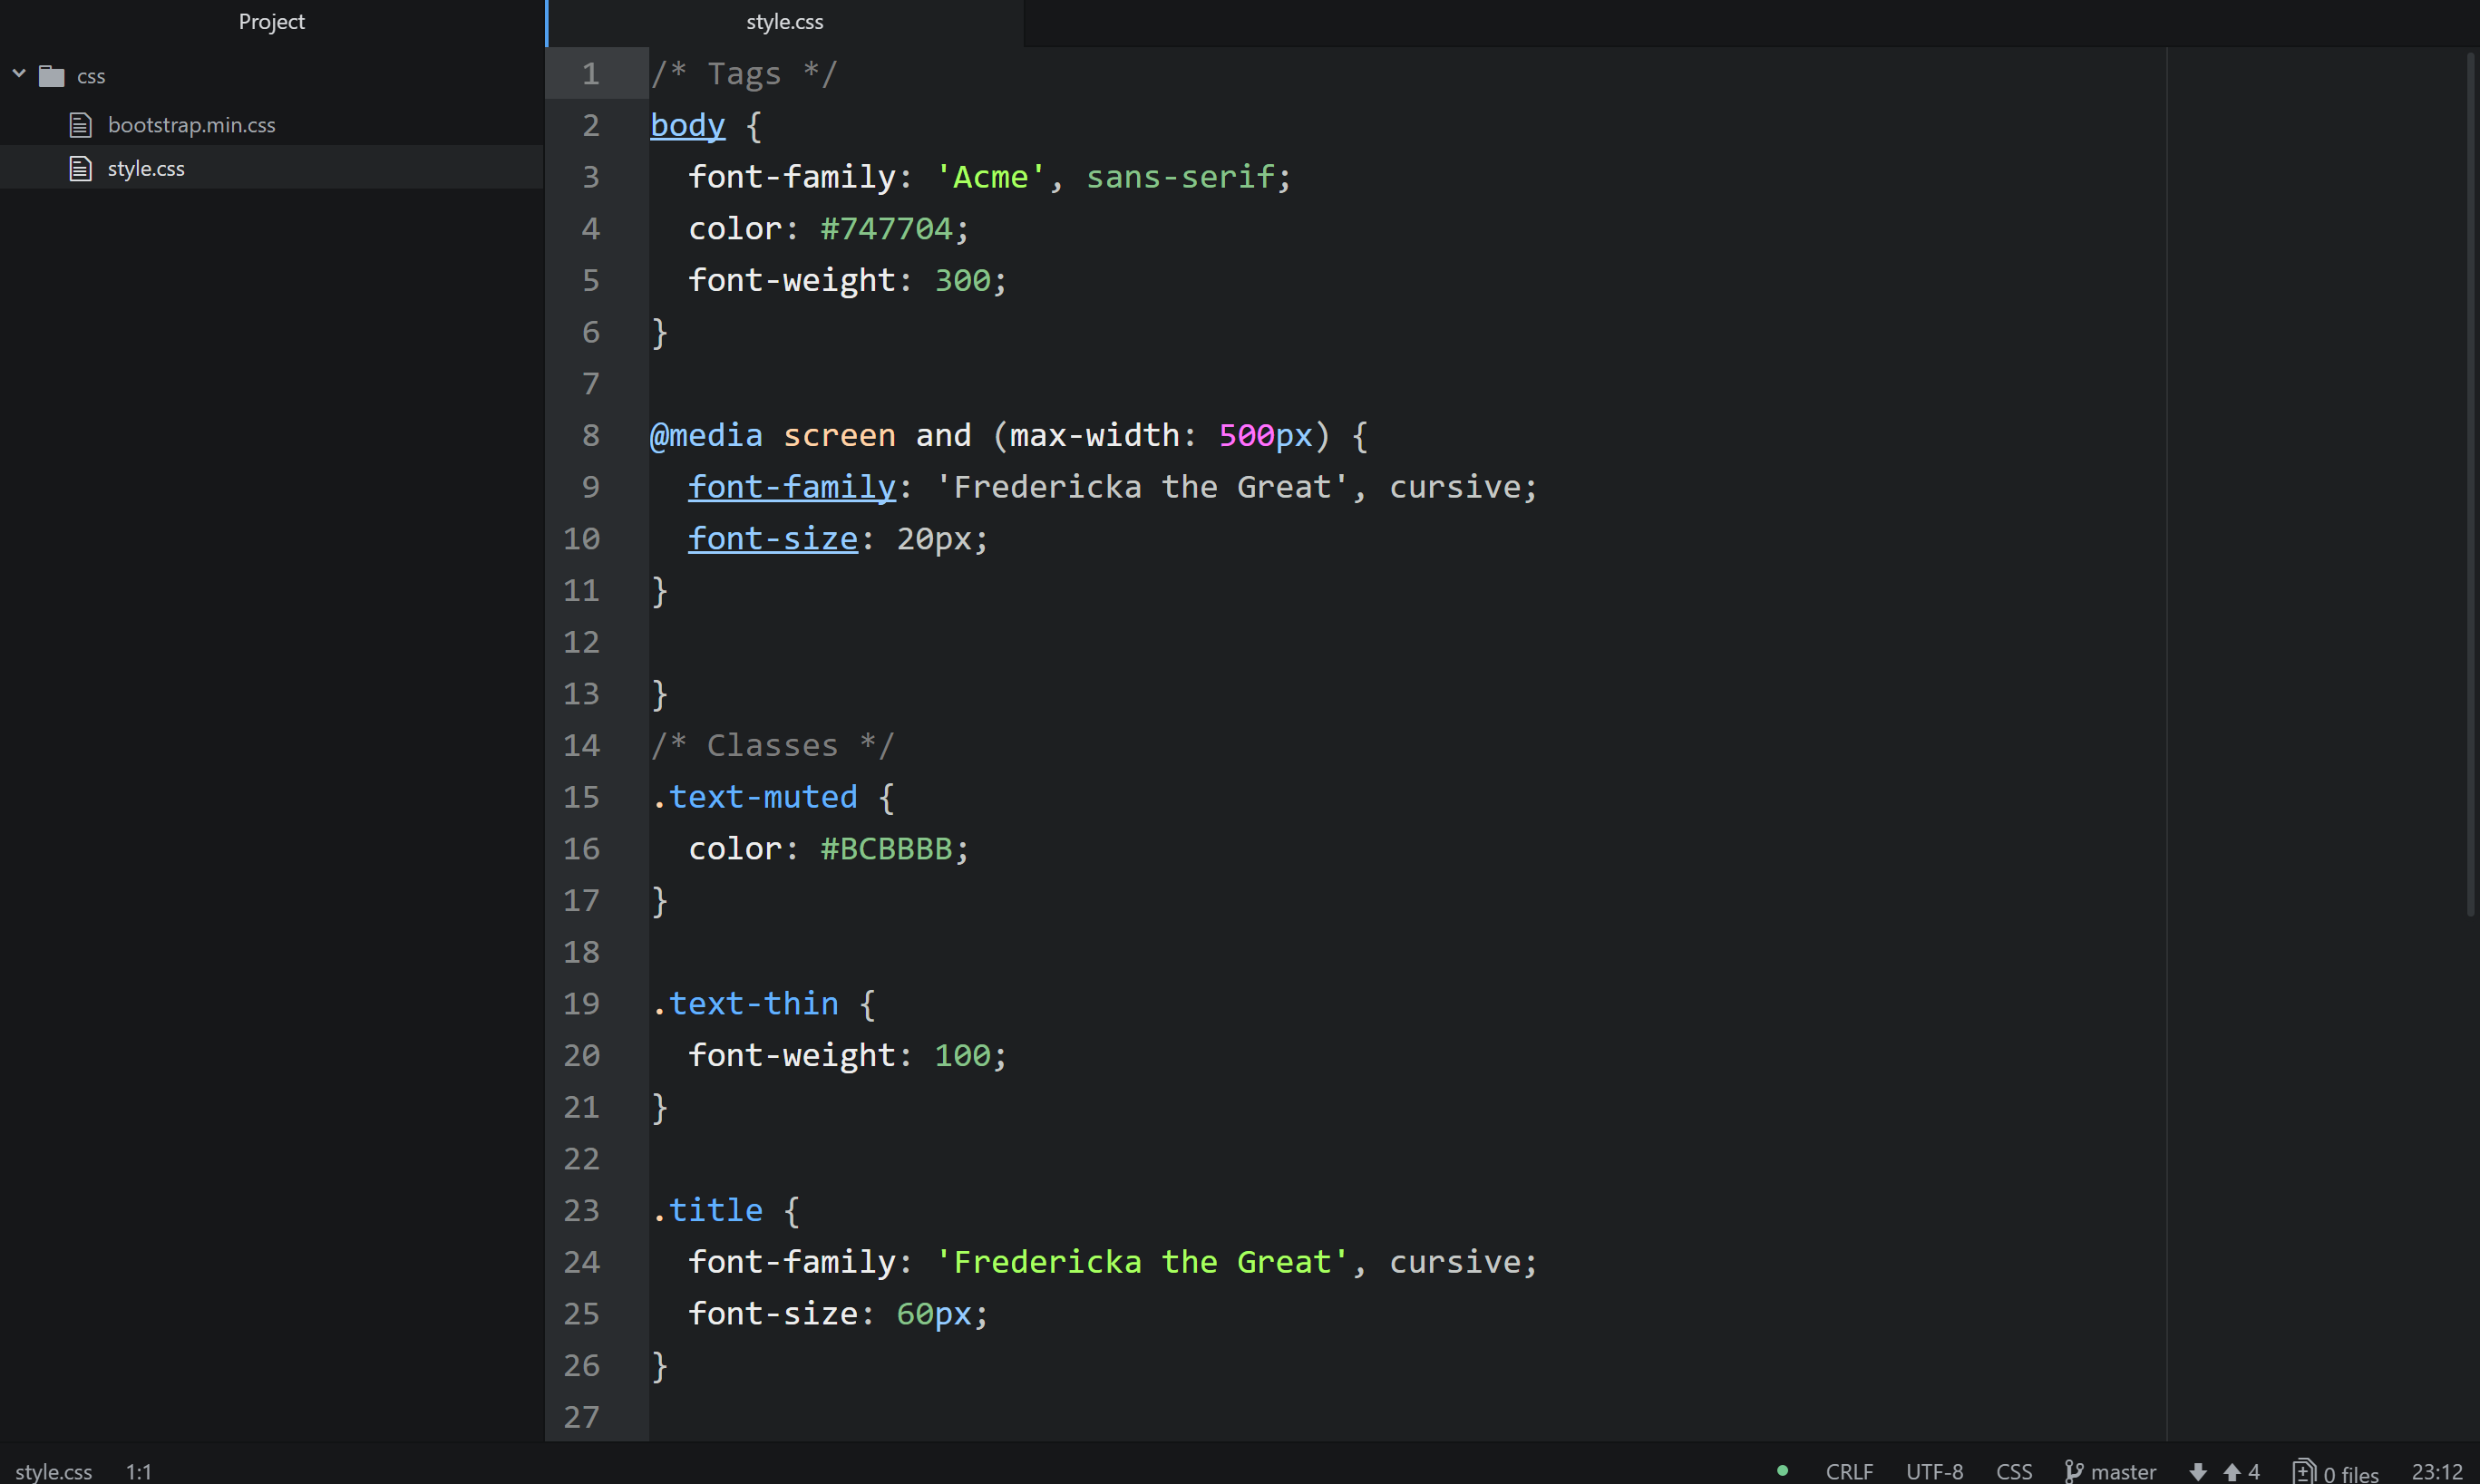 Project
css
bootstrap.min.css
style.css
style.css
1 /* Tags */
2 body {
3   font-family: 'Acme', sans-serif;
4   color: #747704;
5   font-weight: 300;
6 }
7
8 @media screen and (max-width: 500px) {
9   font-family: 'Fredericka the Great', cursive;
10   font-size: 20px;
11 }
12
13 }
14 /* Classes */
15 .text-muted {
16   color: #BCBBBB;
17 }
18
19 .text-thin {
20   font-weight: 100;
21 }
22
23 .title {
24   font-family: 'Fredericka the Great', cursive;
25   font-size: 60px;
26 }
27
style.css 1:1 CRLF UTF-8 CSS master 4 0 files 23:12